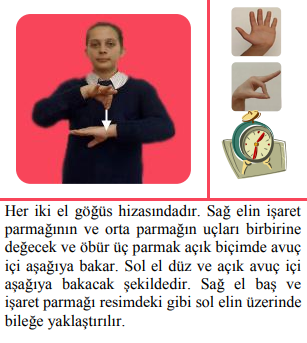 Her iki el göğüs hizasındadır. Sağ elin işaret
parmağının ve orta parmağın uçları birbirine
değecek ve öbür üç parmak açık biçimde avuç
içi aşağıya bakar. Sol el düz ve açık avuç içi
aşağıya bakacak şekildedir. Sağ el baş ve
işaret parmağı resimdeki gibi sol elin üzerinde
bileğe yaklaştırılır.